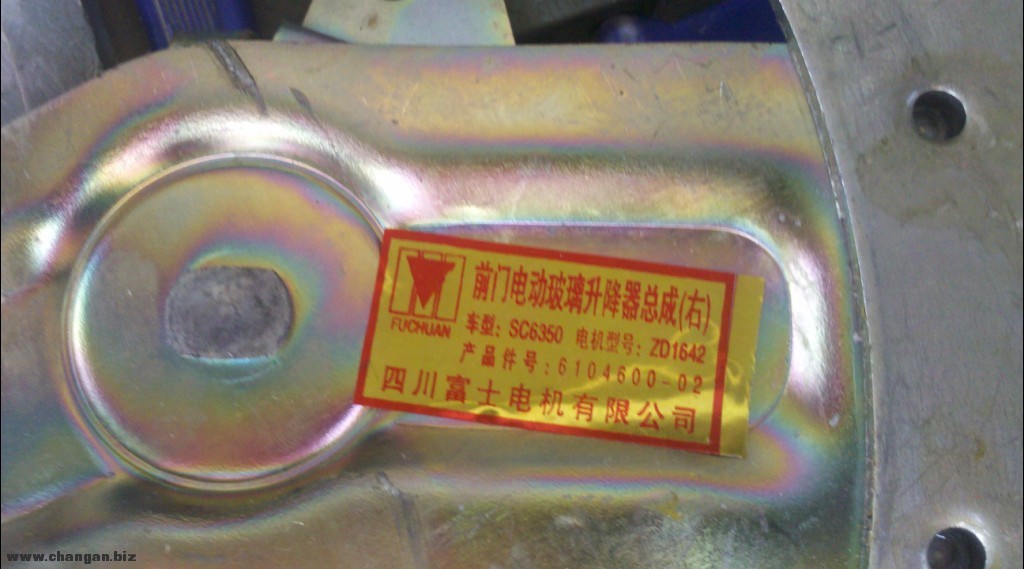 前门电动玻璃升降器总成(右)
FUCHUAN
车型: SC6350 电机型号: ZD1642
产品件号: 6104600-02
四川富士电机有限公司
www.changan.biz